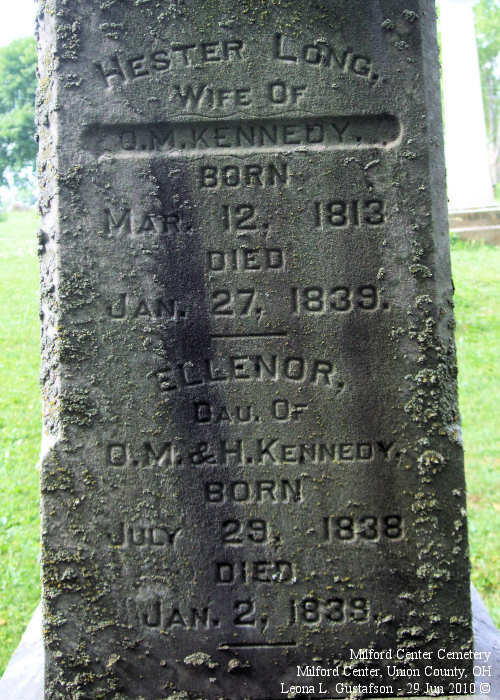 Hester Long,
Wife Of
O.M. Kennedy.
Born
Mar. 12, 1813
Died
Jan. 27, 1839.
Ellenor,
Dau. Of
O.M. & H. Kennedy.
Born
July 29, 1838
Died
Jan. 2, 1839.
Milford Center Cemetery
Milford Center, Union County, OH
Leona L. Gustafson - 29 Jun 2010 ©